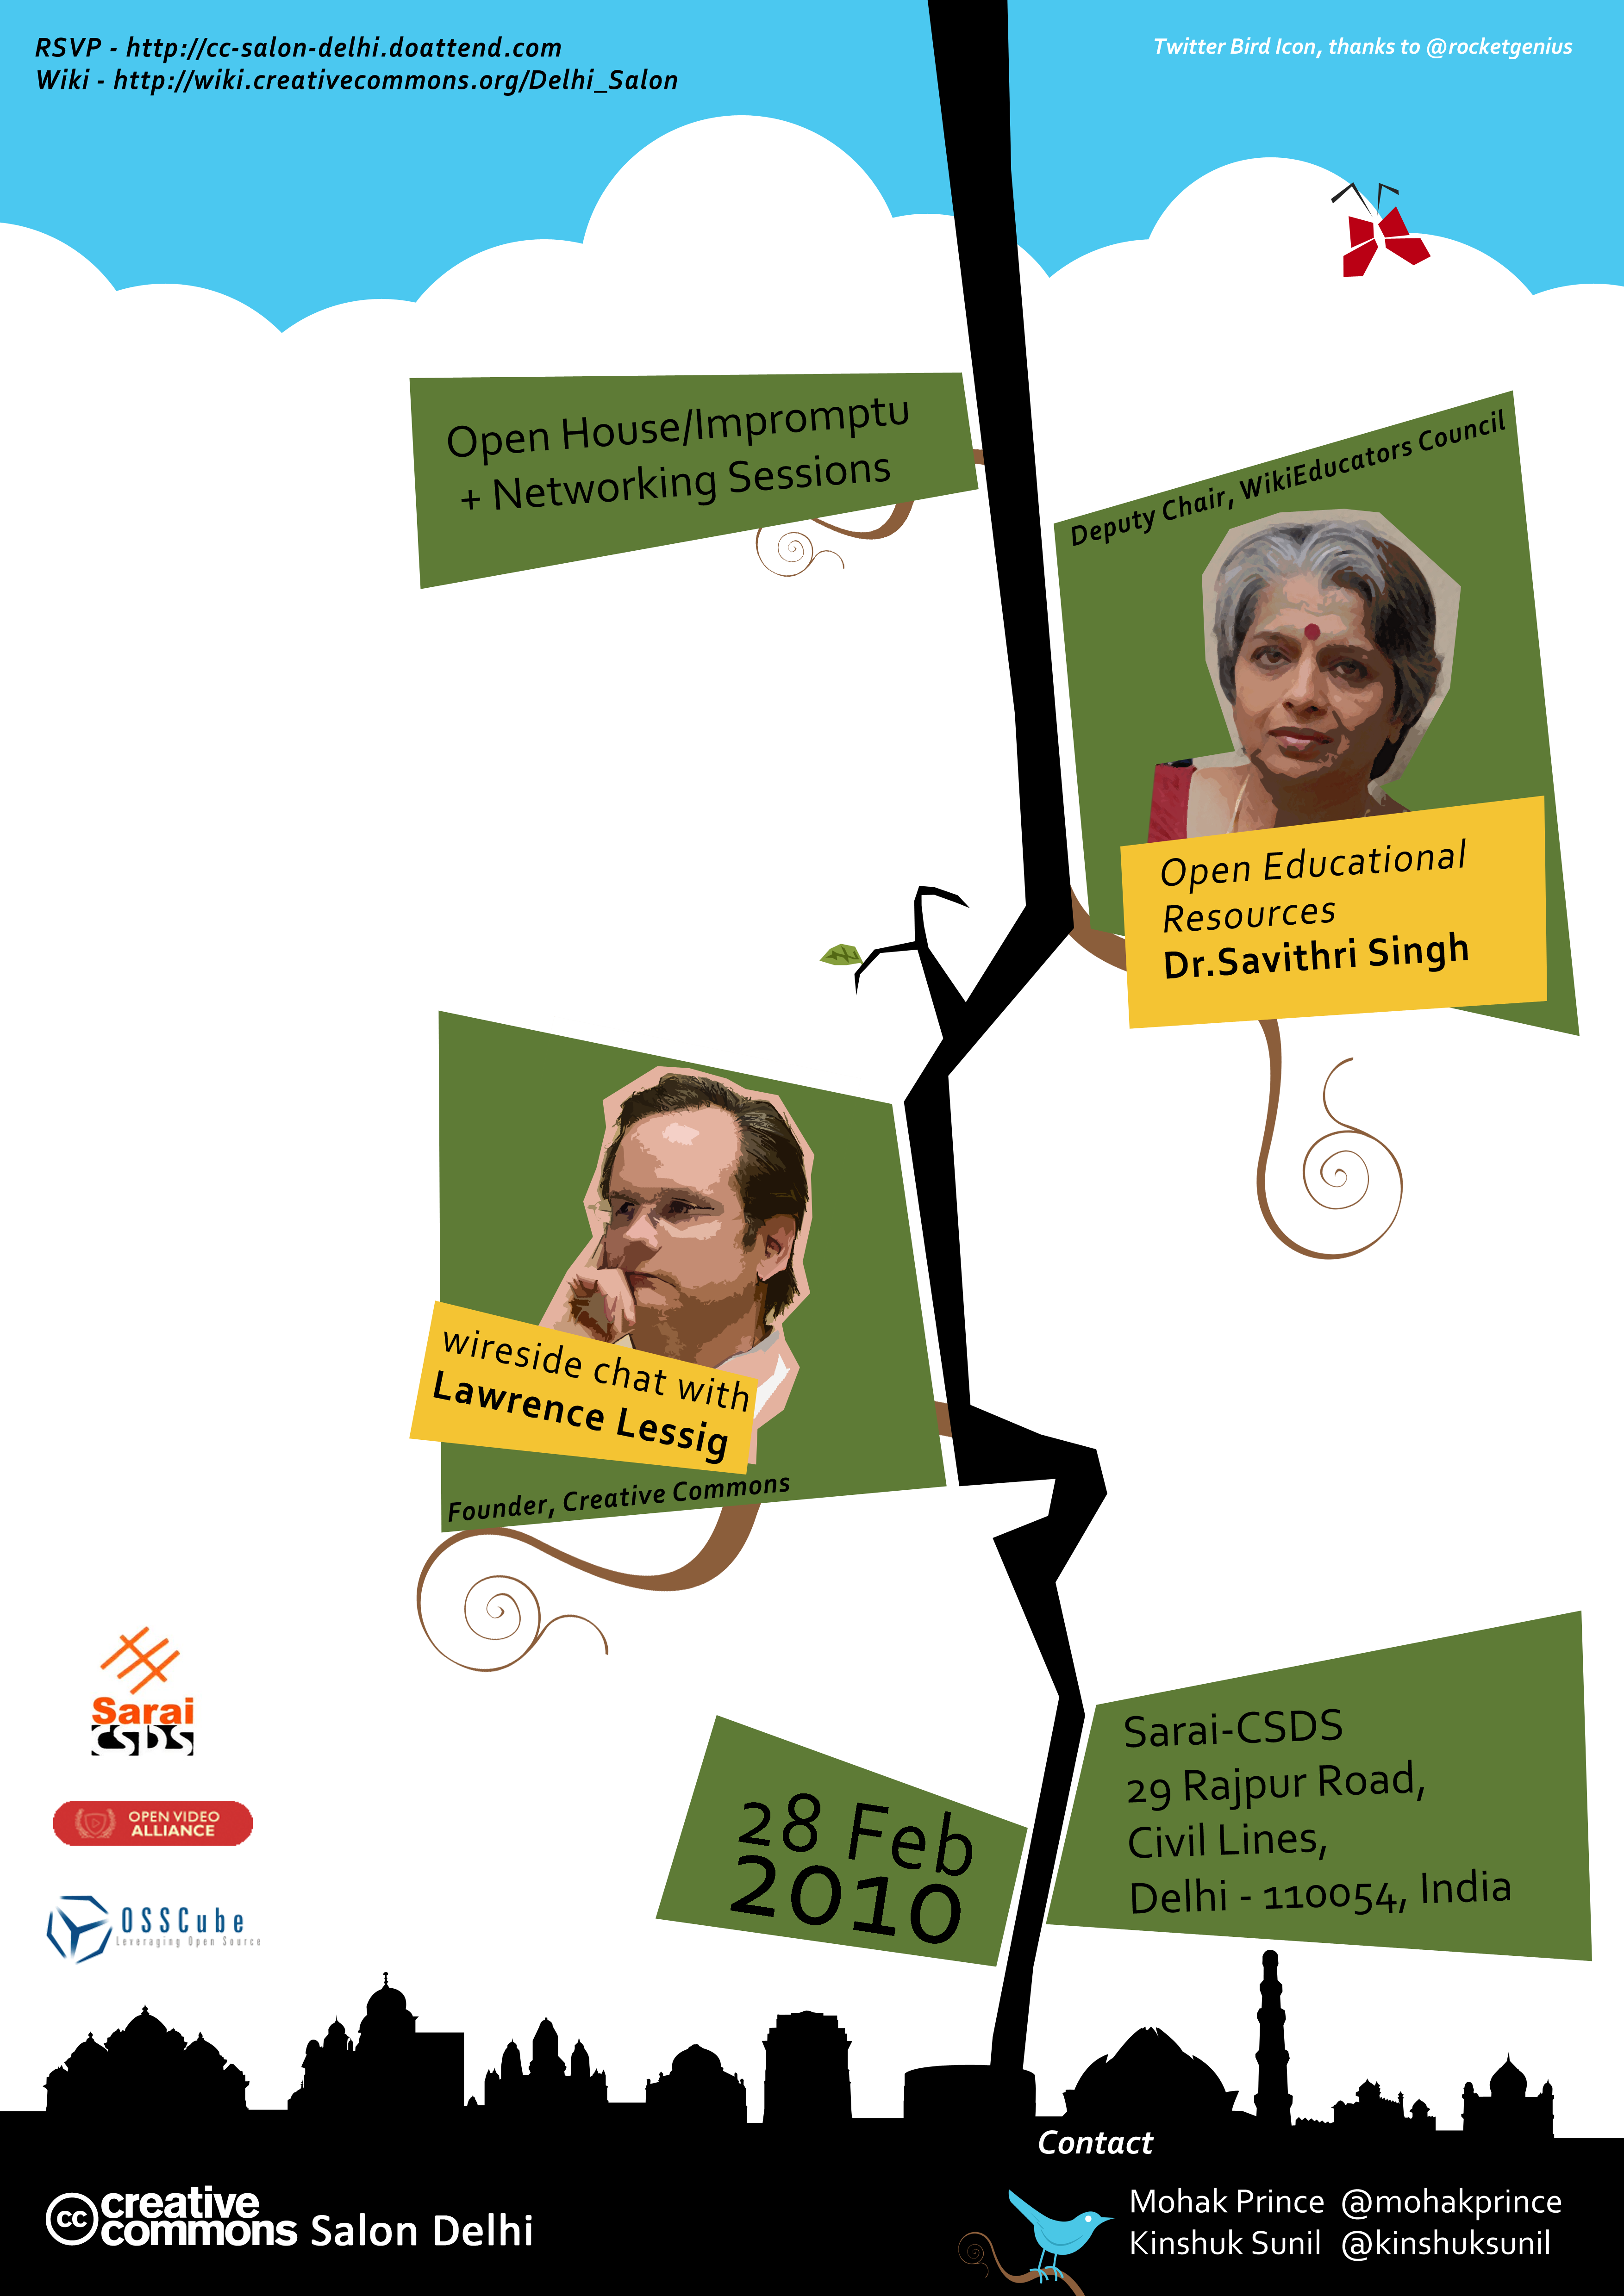 RSVP - http://cc-salon-delhi.doattend.com
Wiki - http://wiki.creativecommons.org/Delhi_Salon
Twitter Bird Icon, thanks to @rocketgenius
Open House/Impromptu
+ Networking Sessions
Deputy Chair, WikiEducators Council
Open Educational
Resources
Dr.Savithri Singh
wireside chat with
Lawrence Lessig
Founder, Creative Commons
Sarai
CSDS
OPEN VIDEO
ALLIANCE
OSSCube
Leveraging Open Source
28 Feb
2010
Sarai-CSDS
29 Rajpur Road,
Civil Lines,
Delhi - 110054, India
Contact
Mohak Prince @mohakprince
Kinshuk Sunil @kinshuksunil
cc creative
commons Salon Delhi